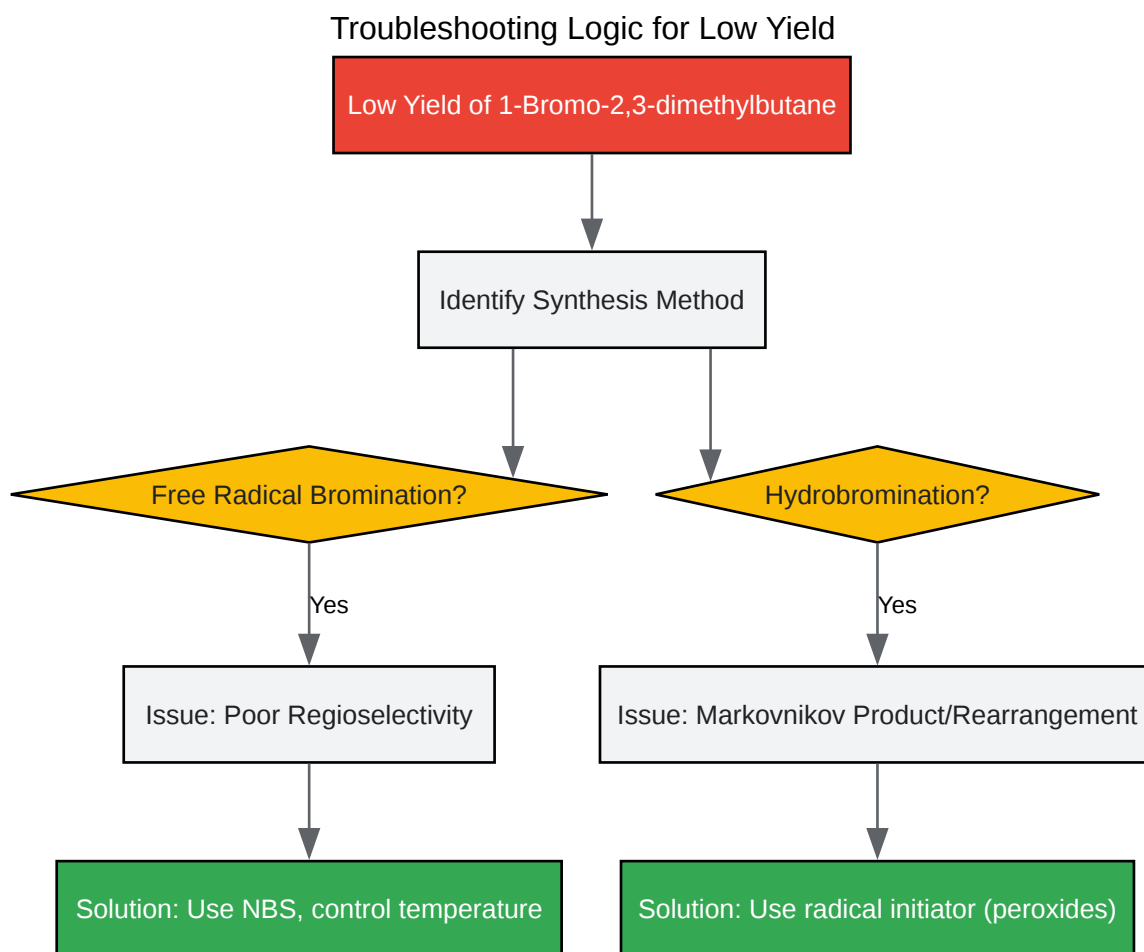 Troubleshooting Logic for Low Yield
Low Yield of 1-Bromo-2,3-dimethylbutane
Identify Synthesis Method
Free Radical Bromination?
Hydrobromination?
Yes
Yes
Issue: Poor Regioselectivity
Issue: Markovnikov Product/Rearrangement
Solution: Use NBS, control temperature
Solution: Use radical initiator (peroxides)